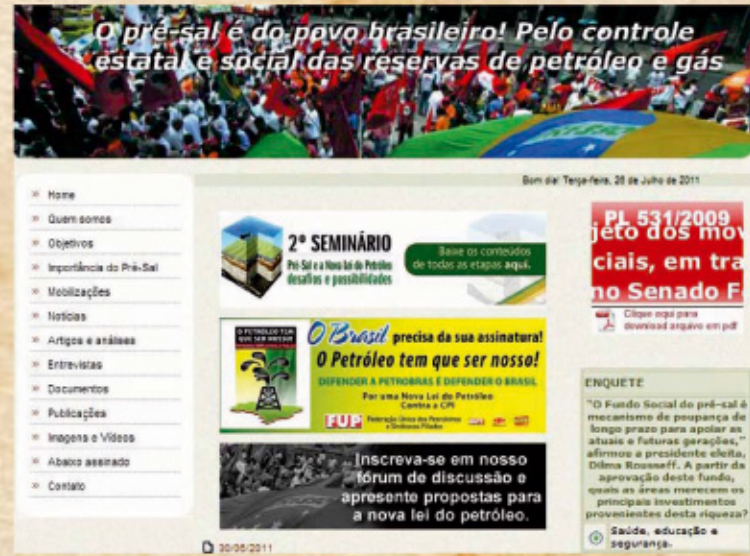 O pré-sal é do povo brasileiro! Pelo controle
estatal e social das reservas de petróleo e gás
Bom dia! Terça-feira, 26 de Julho de 2011
» Home
» Quem somos
» Objetivos
» Importância do Pré-Sal
» Mobilizações
» Notícias
» Artigos e análises
» Entrevistas
» Documentos
» Publicações
» Imagens e Vídeos
» Abaixo assinado
» Contato
2º SEMINÁRIO
Pré-Sal e a Nova Lei do Petróleo
desafios e possibilidades
Baixe os conteúdos
de todas as etapas aqui.
O PETRÓLEO TEM
QUE SER NOSSO!
O Brasil precisa da sua assinatura!
O Petróleo tem que ser nosso!
DEFENDER A PETROBRAS É DEFENDER O BRASIL
Por uma Nova Lei do Petróleo
Contra a CPI
FUP Federação Única dos Petroleiros
e Sindicatos Filiados
Inscreva-se em nosso
fórum de discussão e
apresente propostas para
a nova lei do petróleo.
30/06/2011
PL 531/2009
jeto dos mov
ciais, em tra
no Senado F
Clique aqui para
download arquivo em pdf
ENQUETE
"O Fundo Social do pré-sal é
mecanismo de poupança de
longo prazo para apoiar as
atuais e futuras gerações,"
afirmou a presidente eleita,
Dilma Rousseff. A partir da
aprovação deste fundo,
quais as áreas merecem os
principais investimentos
provenientes desta riqueza?
Saúde, educação e
segurança.